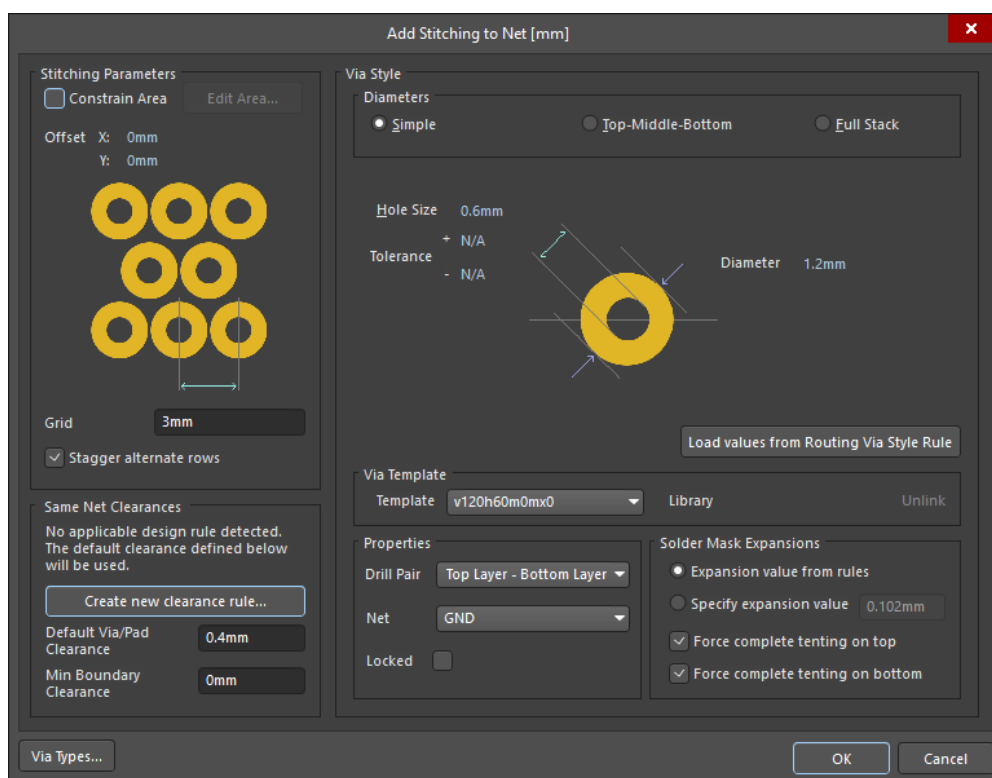 Add Stitching to Net [mm]
Stitching Parameters
Constrain Area
Edit Area...
Offset X: 0mm
Y: 0mm
Grid 3mm
Stagger alternate rows
Same Net Clearances
No applicable design rule detected.
The default clearance defined below
will be used.
Create new clearance rule...
Default Via/Pad
Clearance
0.4mm
Min Boundary
Clearance
0mm
Via Style
Diameters
Simple
Top-Middle-Bottom
Full Stack
Hole Size 0.6mm
Tolerance
+ N/A
- N/A
Diameter 1.2mm
Load values from Routing Via Style Rule
Via Template
Template v120h60m0mx0
Library
Unlink
Properties
Drill Pair Top Layer - Bottom Layer
Net GND
Locked
Solder Mask Expansions
Expansion value from rules
Specify expansion value 0.102mm
Force complete tenting on top
Force complete tenting on bottom
Via Types...
OK
Cancel